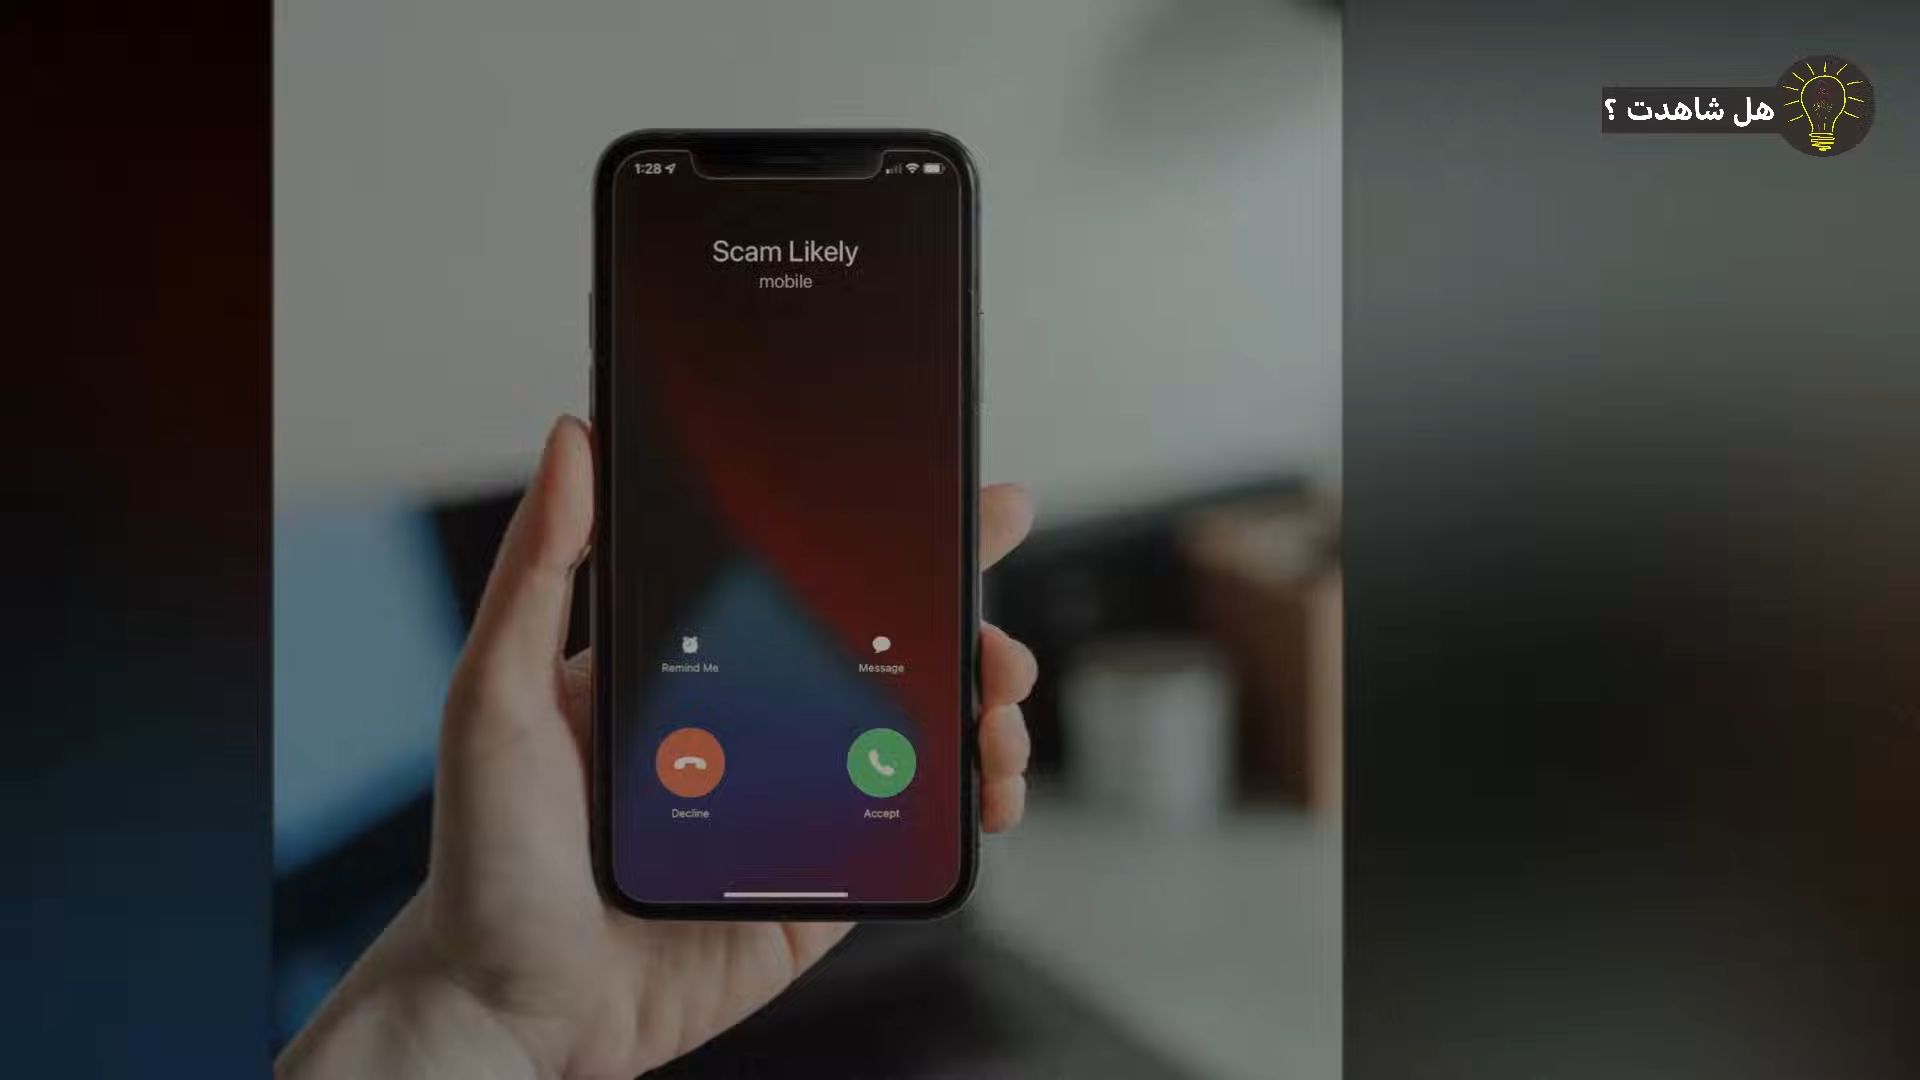 هل شاهدت ؟
1:28
Scam Likely
mobile
Remind Me
Message
Decline
Accept